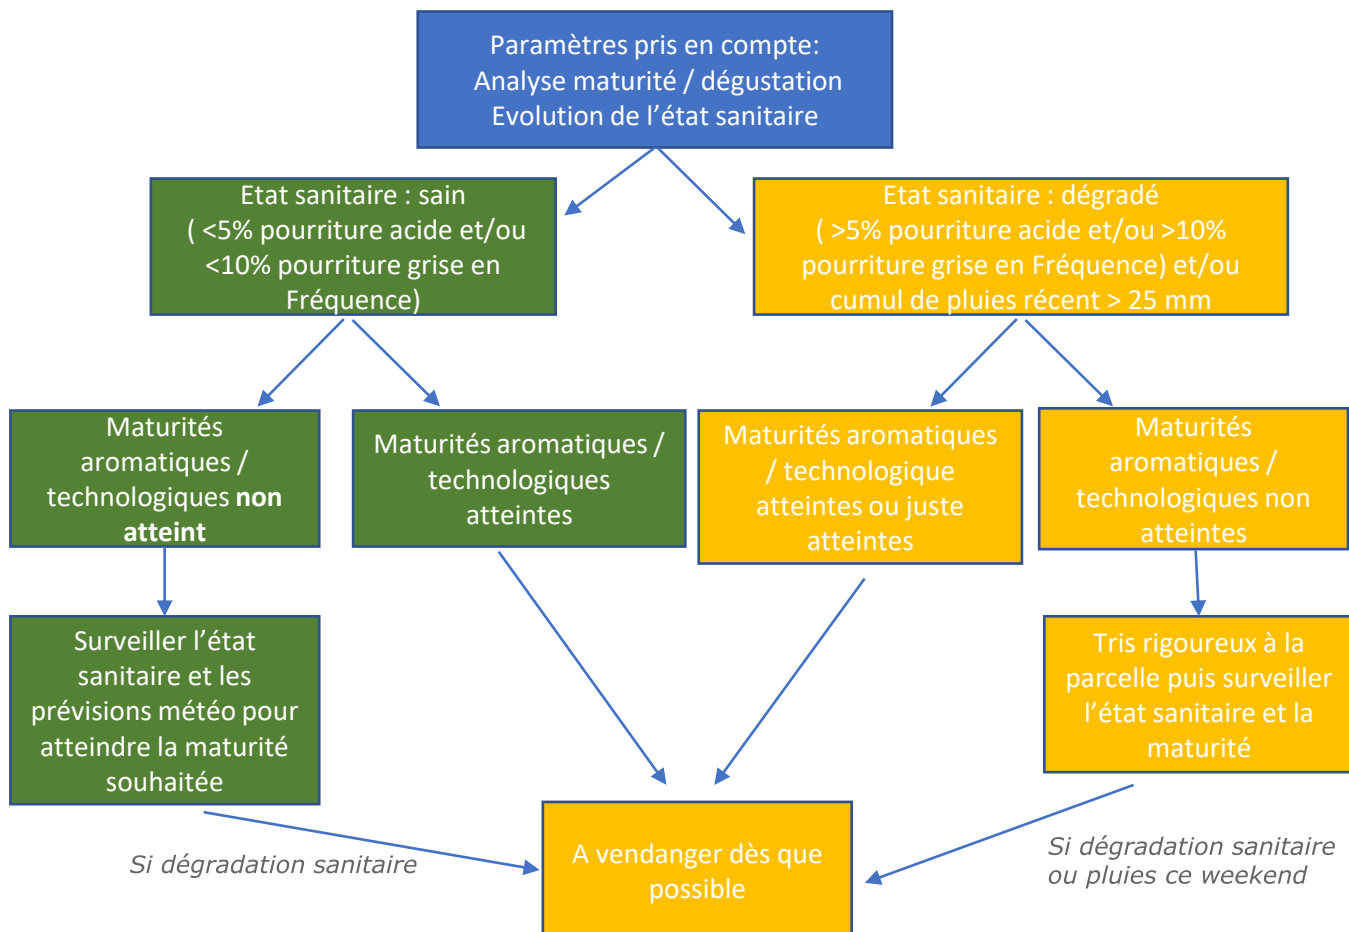 Paramètres pris en compte:
Analyse maturité / dégustation
Evolution de l’état sanitaire
Etat sanitaire : sain
( <5% pourriture acide et/ou
<10% pourriture grise en
Fréquence)
Etat sanitaire : dégradé
( >5% pourriture acide et/ou >10%
pourriture grise en Fréquence) et/ou
cumul de pluies récent > 25 mm
Maturités
aromatiques /
technologiques non
atteint
Maturités aromatiques /
technologiques
atteintes
Maturités aromatiques
/ technologique
atteintes ou juste
atteintes
Maturités
aromatiques /
technologiques non
atteintes
Surveiller l’état
sanitaire et les
prévisions météo pour
atteindre la maturité
souhaitée
Tris rigoureux à la
parcelle puis surveiller
l’état sanitaire et la
maturité
Si dégradation sanitaire
A vendanger dès que
possible
Si dégradation sanitaire
ou pluies ce weekend